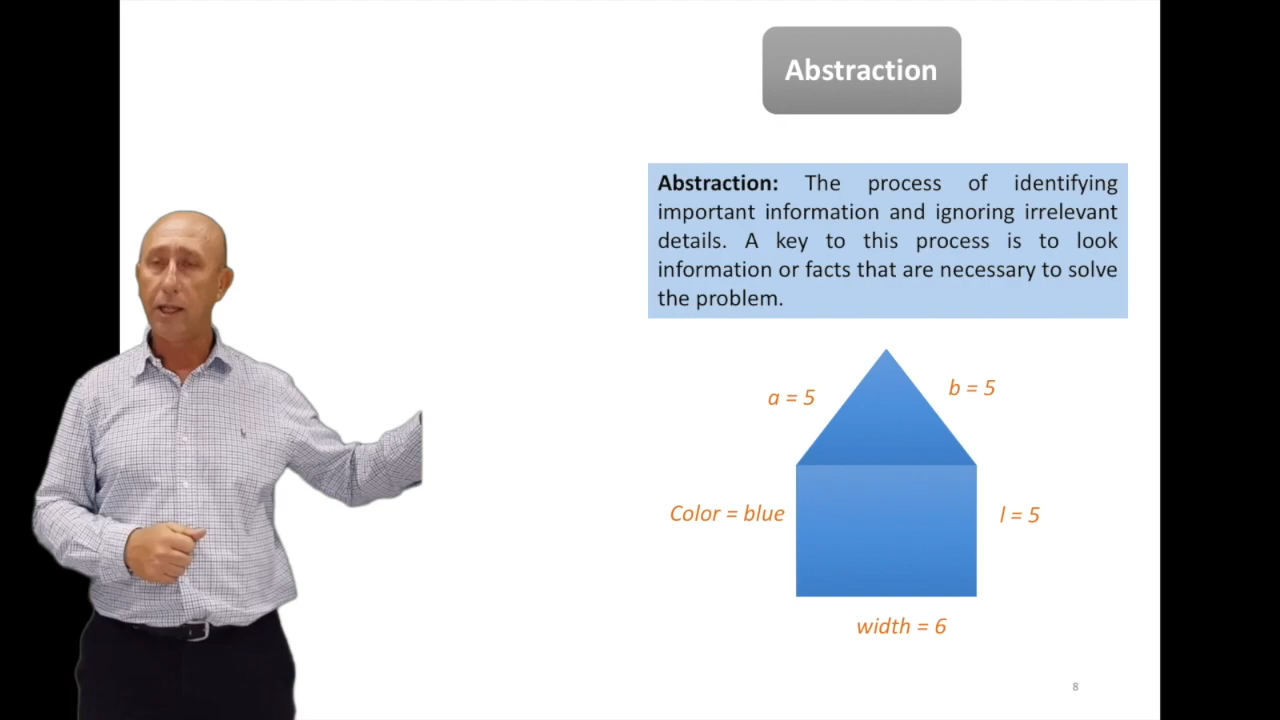 Abstraction
Abstraction: The process of identifying
important information and ignoring irrelevant
details. A key to this process is to look
information or facts that are necessary to solve
the problem.
a = 5
b = 5
Color = blue
l = 5
width = 6
8